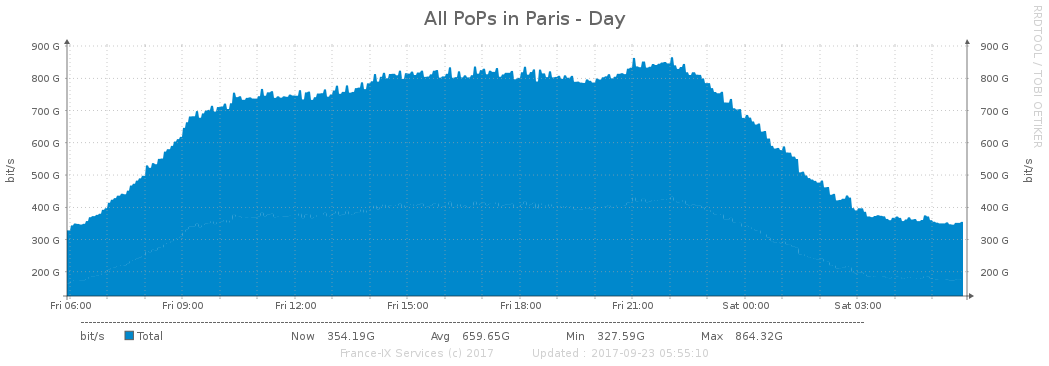 All PoPs in Paris - Day
RRDTOOL / TOBI OETIKER
900 G 900 G
800 G 800 G
700 G 700 G
600 G 600 G
500 G 500 G
400 G 400 G
300 G 300 G
200 G 200 G
bit/s bit/s
Fri 06:00 Fri 09:00 Fri 12:00 Fri 15:00 Fri 18:00 Fri 21:00 Sat 00:00 Sat 03:00
bit/s Total Now 354.19G Avg 659.65G Min 327.59G Max 864.32G
France-IX Services (c) 2017 Updated : 2017-09-23 05:55:10